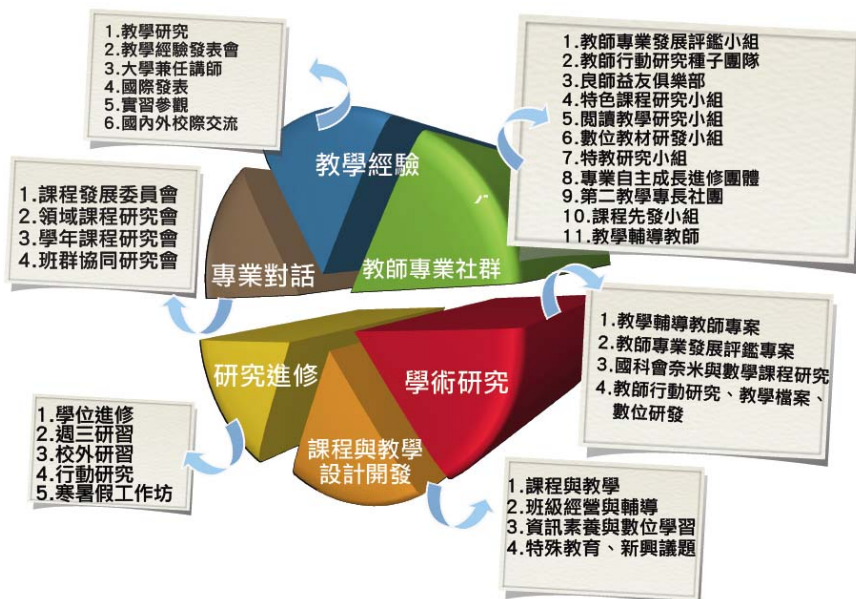 1.教學研究
2.教學經驗發表會
3.大學兼任講師
4.國際發表
5.實習參觀
6.國內外校際交流
1.教師專業發展評鑑小組
2.教師行動研究種子團隊
3.良師益友俱樂部
4.特色課程研究小組
5.閱讀教學研究小組
6.數位教材研發小組
7.特教研究小組
8.專業自主成長進修團體
9.第二教學專長社團
10.課程先發小組
11.教學輔導教師
教學經驗
1.課程發展委員會
2.領域課程研究會
3.學年課程研究會
4.班群協同研究會
專業對話
教師專業社群
1.教學輔導教師專案
2.教師專業發展評鑑專案
3.國科會奈米與數學課程研究
4.教師行動研究、教學檔案、
數位研發
研究進修
學術研究
1.學位進修
2.週三研習
3.校外研習
4.行動研究
5.寒暑假工作坊
課程與教學
設計開發
1.課程與教學
2.班級經營與輔導
3.資訊素養與數位學習
4.特殊教育、新興議題